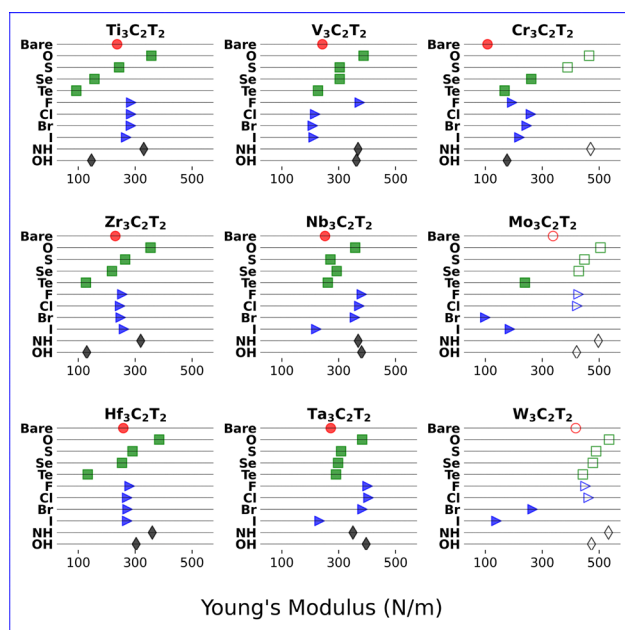 Ti₃C₂T₂
Bare
O
S
Se
Te
F
Cl
Br
I
NH
OH
100 300 500
V₃C₂T₂
Bare
O
S
Se
Te
F
Cl
Br
I
NH
OH
100 300 500
Cr₃C₂T₂
Bare
O
S
Se
Te
F
Cl
Br
I
NH
OH
100 300 500
Zr₃C₂T₂
Bare
O
S
Se
Te
F
Cl
Br
I
NH
OH
100 300 500
Nb₃C₂T₂
Bare
O
S
Se
Te
F
Cl
Br
I
NH
OH
100 300 500
Mo₃C₂T₂
Bare
O
S
Se
Te
F
Cl
Br
I
NH
OH
100 300 500
Hf₃C₂T₂
Bare
O
S
Se
Te
F
Cl
Br
I
NH
OH
100 300 500
Ta₃C₂T₂
Bare
O
S
Se
Te
F
Cl
Br
I
NH
OH
100 300 500
W₃C₂T₂
Bare
O
S
Se
Te
F
Cl
Br
I
NH
OH
100 300 500
Young's Modulus (N/m)